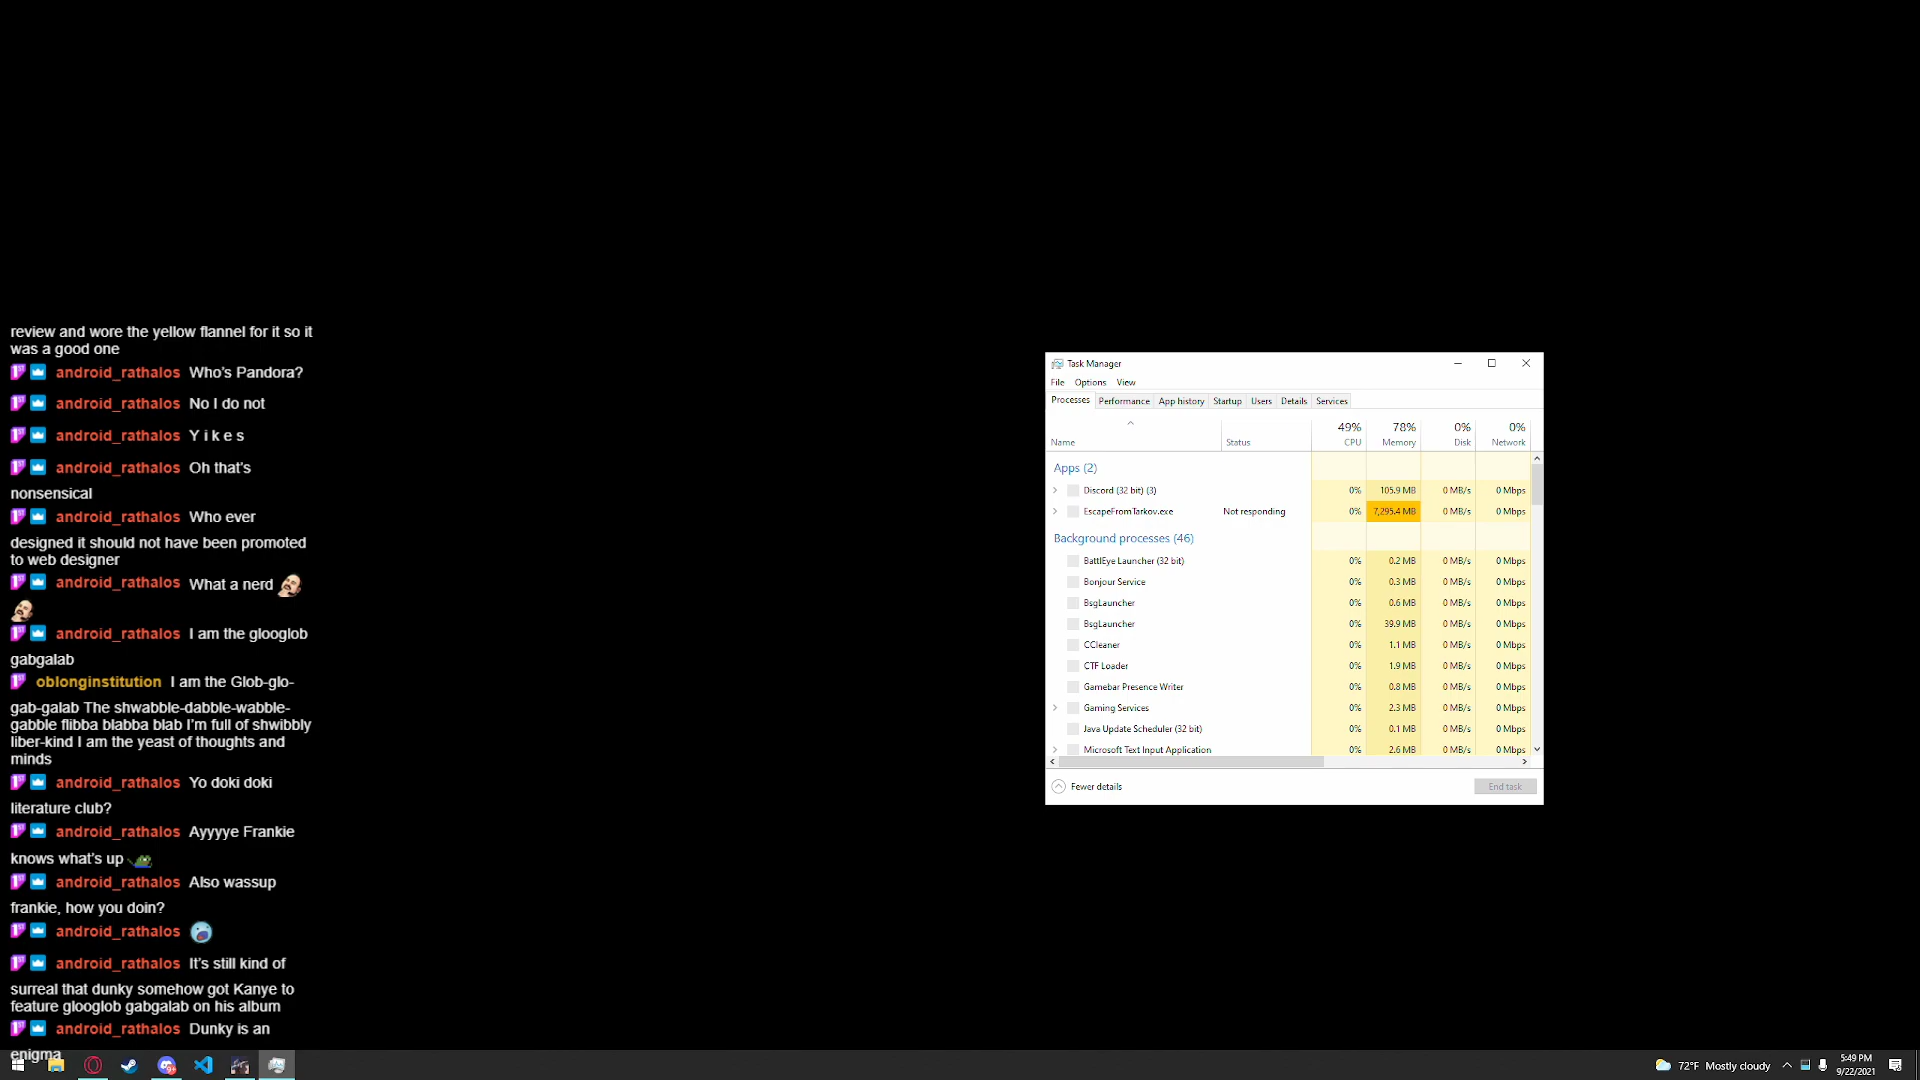 review and wore the yellow flannel for it so it
was a good one
android_rathalos Who's Pandora?
android_rathalos No I do not
android_rathalos Y i k e s
android_rathalos Oh that's
nonsensical
android_rathalos Who ever
designed it should not have been promoted
to web designer
android_rathalos What a nerd
android_rathalos I am the glooglob
gabgalab
oblonginstitution I am the Glob-glo-
gab-galab The shwabble-dabble-wabble-
gabble flibba blabba blab I'm full of shwibbly
liber-kind I am the yeast of thoughts and
minds
android_rathalos Yo doki doki
literature club?
android_rathalos Ayyyye Frankie
knows what's up
android_rathalos Also wassup
frankie, how you doin?
android_rathalos
android_rathalos It's still kind of
surreal that dunky somehow got Kanye to
feature glooglob gabgalab on his album
android_rathalos Dunky is an
enigma
Task Manager
File Options View
Processes Performance App history Startup Users Details Services
49% 78% 0% 0%
Name Status CPU Memory Disk Network
Apps (2)
Discord (32 bit) (3) 0% 105.9 MB 0 MB/s 0 Mbps
EscapeFromTarkov.exe Not responding 0% 7,295.4 MB 0 MB/s 0 Mbps
Background processes (46)
BattlEye Launcher (32 bit) 0% 0.2 MB 0 MB/s 0 Mbps
Bonjour Service 0% 0.3 MB 0 MB/s 0 Mbps
BsgLauncher 0% 0.6 MB 0 MB/s 0 Mbps
BsgLauncher 0% 39.9 MB 0 MB/s 0 Mbps
CCleaner 0% 1.1 MB 0 MB/s 0 Mbps
CTF Loader 0% 1.9 MB 0 MB/s 0 Mbps
Gamebar Presence Writer 0% 0.8 MB 0 MB/s 0 Mbps
Gaming Services 0% 2.3 MB 0 MB/s 0 Mbps
Java Update Scheduler (32 bit) 0% 0.1 MB 0 MB/s 0 Mbps
Microsoft Text Input Application 0% 2.6 MB 0 MB/s 0 Mbps
Fewer details End task
72°F Mostly cloudy
5:49 PM
9/22/2021